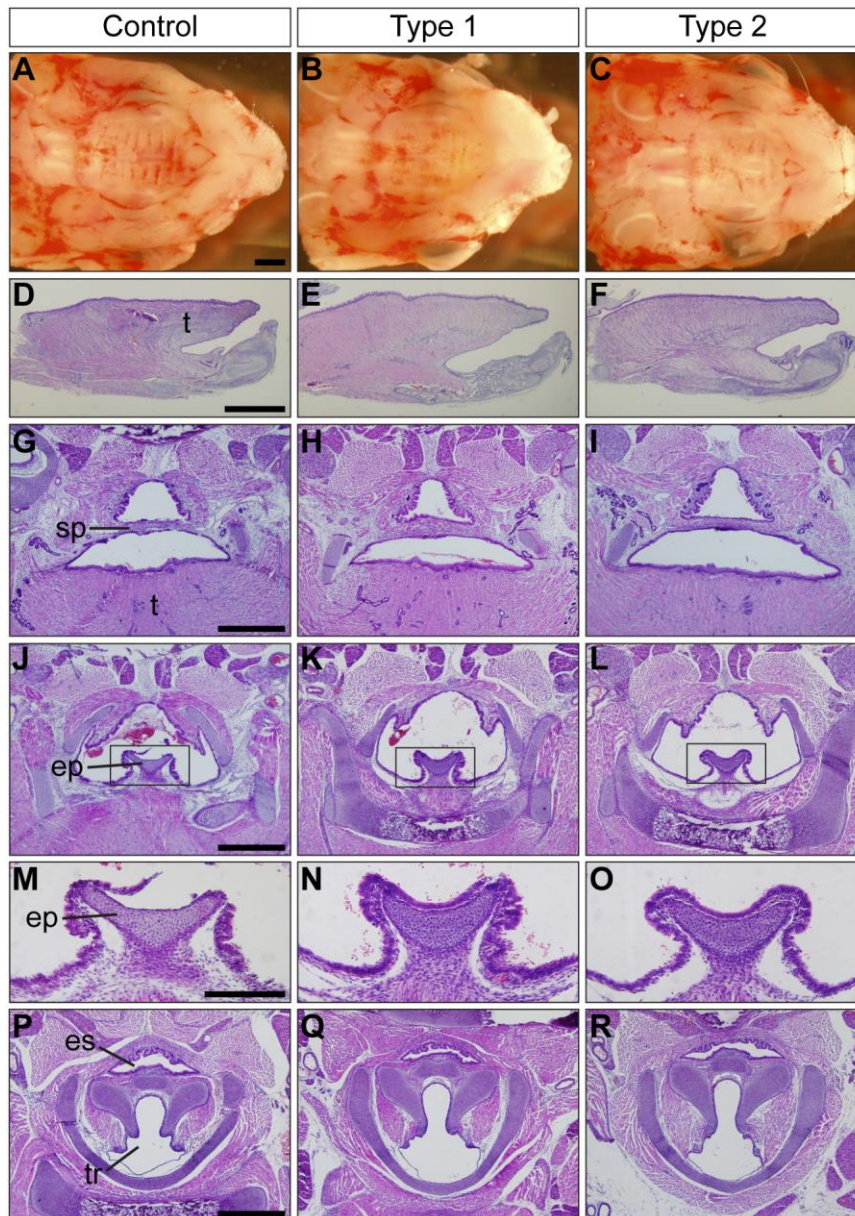 Control Type 1 Type 2
A B C
D t E F
G sp t H I
J ep K L
M ep N O
P es tr Q R